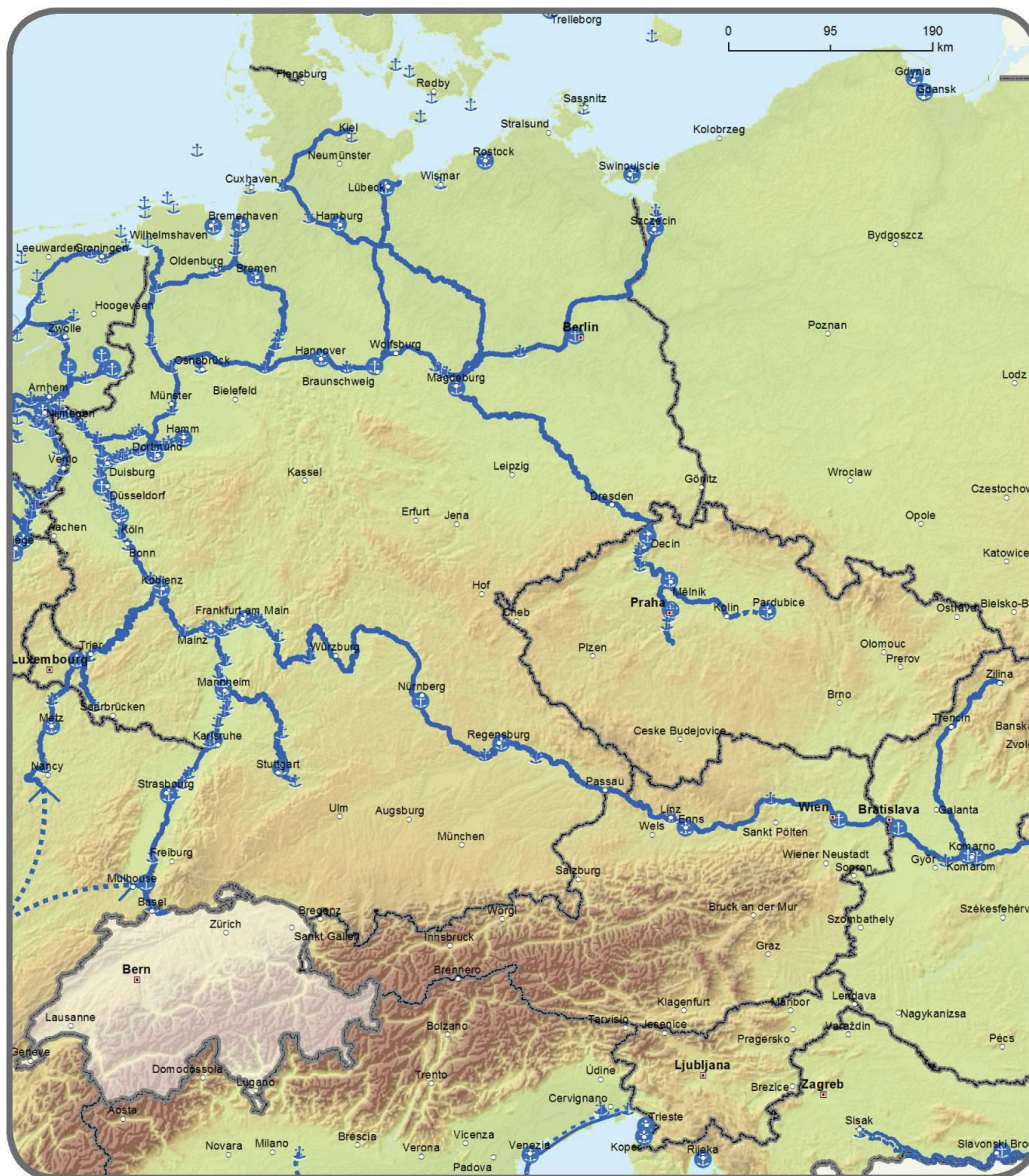 Trelleborg
0 95 190
km
Flensburg
Rødby
Sassnitz
Gdynia
Gdansk
Stralsund
Kolobrzeg
Kiel
Neumünster
Rostock
Swinoujscie
Cuxhaven
Lübeck
Wismar
Bremerhaven
Hamburg
Szczecin
Wilhelmshaven
Bydgoszcz
Leeuwarden
Groningen
Oldenburg
Bremen
Hoogeveen
Zwolle
Berlin
Poznan
Osnabrück
Hannover
Wolfsburg
Braunschweig
Magdeburg
Lodz
Arnhem
Bielefeld
Münster
Nijmegen
Hamm
Dortmund
Venlo
Duisburg
Kassel
Leipzig
Görlitz
Wroclaw
Düsseldorf
Dresden
Czestochow
Aachen
Köln
Erfurt
Jena
Opole
Bonn
Decin
Katowice
Koblenz
Hof
Mělnik
Frankfurt am Main
Cheb
Praha
Kolin
Pardubice
Ostrava
Bielsko-B
Mainz
Trier
Würzburg
Plzen
Olomouc
Prerov
Luxembourg
Zilina
Mannheim
Nürnberg
Brno
Saarbrücken
Metz
Trencin
Bansk
Karlsruhe
Regensburg
Ceske Budejovice
Zvol
Nancy
Stuttgart
Strasbourg
Passau
Ulm
Augsburg
Linz
Enns
Wien
Bratislava
Galanta
München
Wels
Sankt Pölten
Freiburg
Wiener Neustadt
Györ
Komarno
Komarom
Mulhouse
Salzburg
Sopron
Basel
Zürich
Bregenz
Wörgl
Bruck an der Mur
Székesfehérv
Sankt Gallen
Innsbruck
Szombathely
Graz
Bern
Brennero
Lausanne
Klagenfurt
Maribor
Lendava
Nagykanizsa
Bolzano
Tarvisio
Jesenice
Pragersko
Varaždin
Pécs
Geneve
Domodossola
Lugano
Trento
Údine
Ljubljana
Brezice
Zagreb
Aosta
Cervignano
Trieste
Sisak
Novara
Milano
Brescia
Verona
Vicenza
Padova
Venezia
Koper
Rijeka
Slavonski Bro